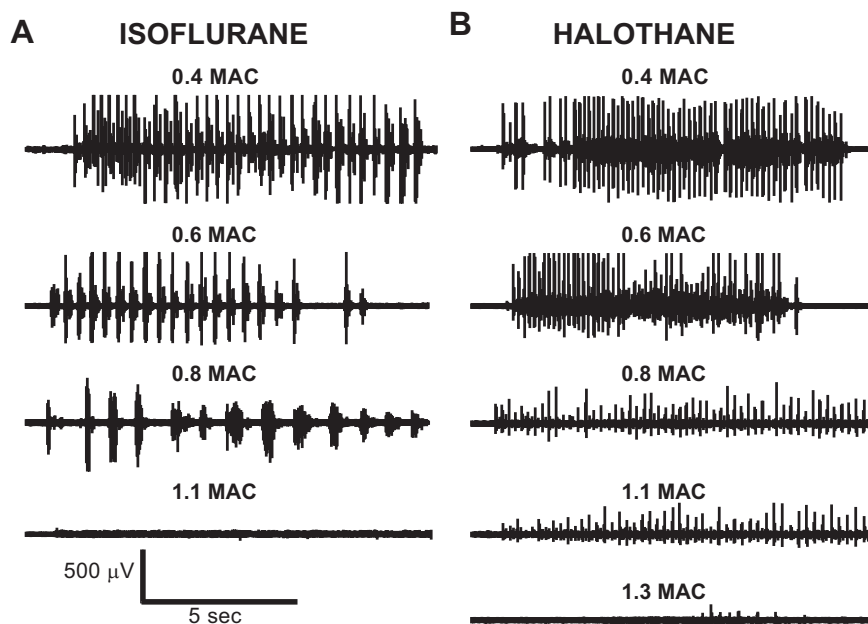 A ISOFLURANE
0.4 MAC
0.6 MAC
0.8 MAC
1.1 MAC
500 μV
5 sec
B HALOTHANE
0.4 MAC
0.6 MAC
0.8 MAC
1.1 MAC
1.3 MAC